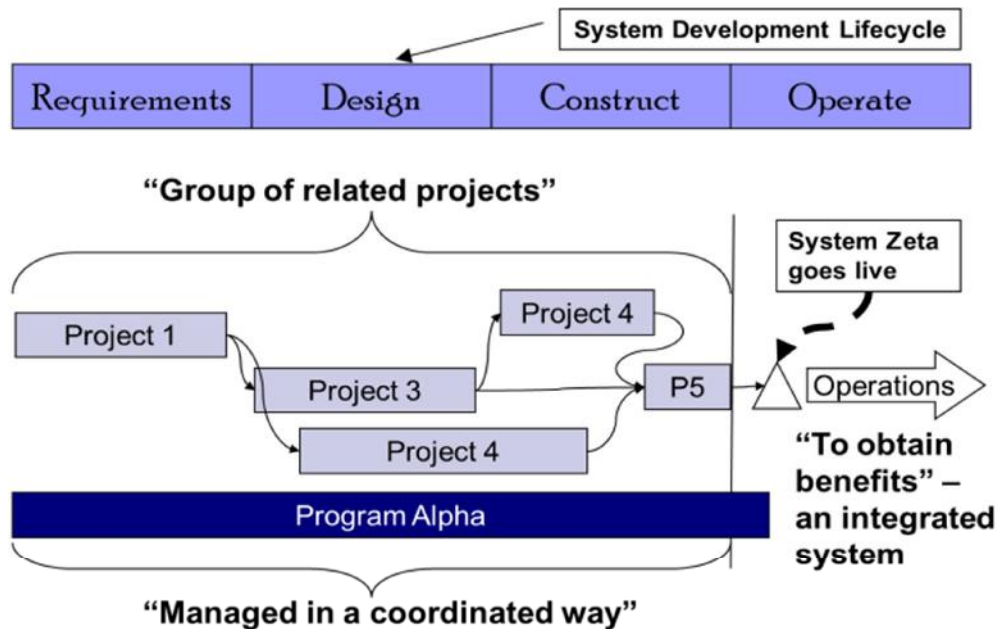 System Development Lifecycle
Requirements
Design
Construct
Operate
“Group of related projects”
System Zeta
goes live
Project 1
Project 4
Project 3
P5
Operations
Project 4
“To obtain
benefits” –
an integrated
system
Program Alpha
“Managed in a coordinated way”